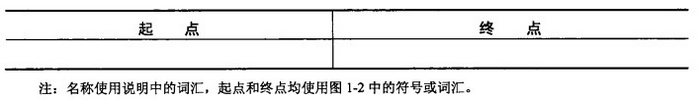 起 点 终 点
注：名称使用说明中的词汇，起点和终点均使用图 1-2 中的符号或词汇。